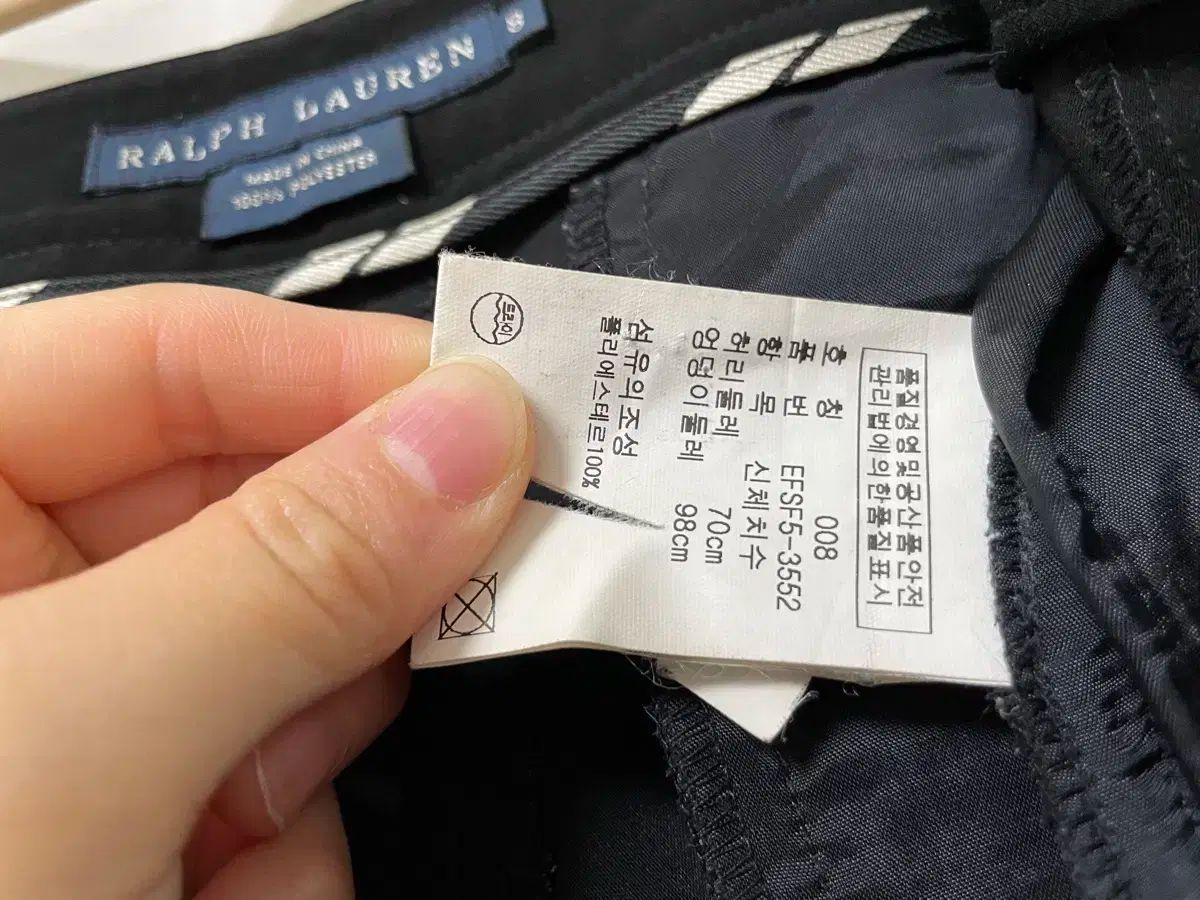 RALPH LAUREN 8
MADE IN CHINA
100% POLYESTER
품질경영및공산품안전
관리법에의한품질표시
호 칭 008
품 번 EFSF5-3552
항 목 신체치수
허리둘레 70cm
엉덩이둘레 98cm
섬유의조성
폴리에스테르100%
드라이